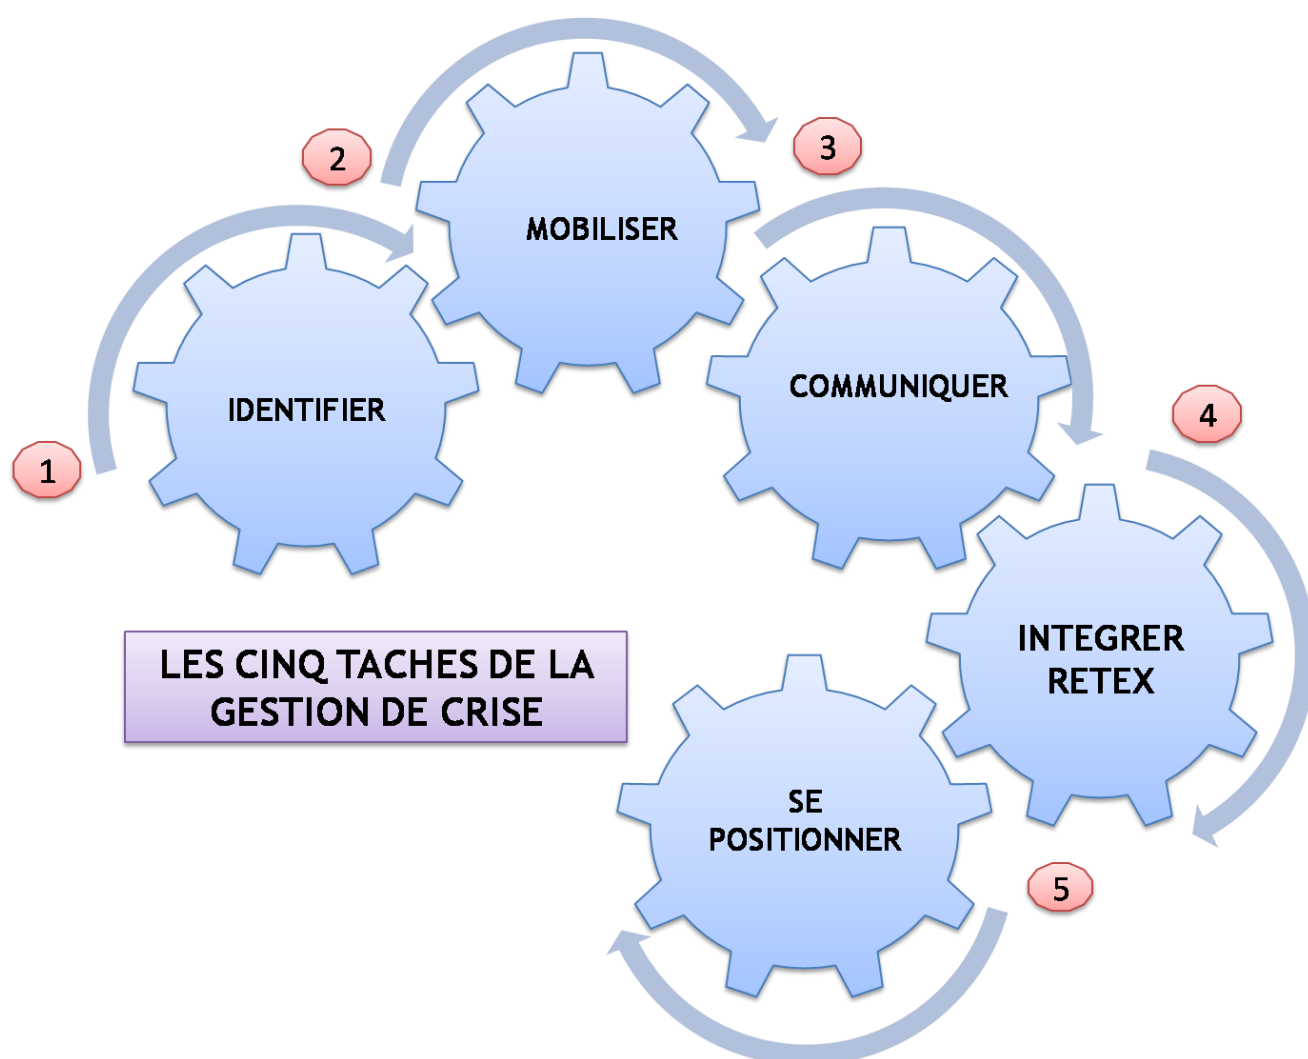 1
IDENTIFIER
2
MOBILISER
3
COMMUNIQUER
4
INTEGRER
RETEX
5
SE
POSITIONNER
LES CINQ TACHES DE LA
GESTION DE CRISE